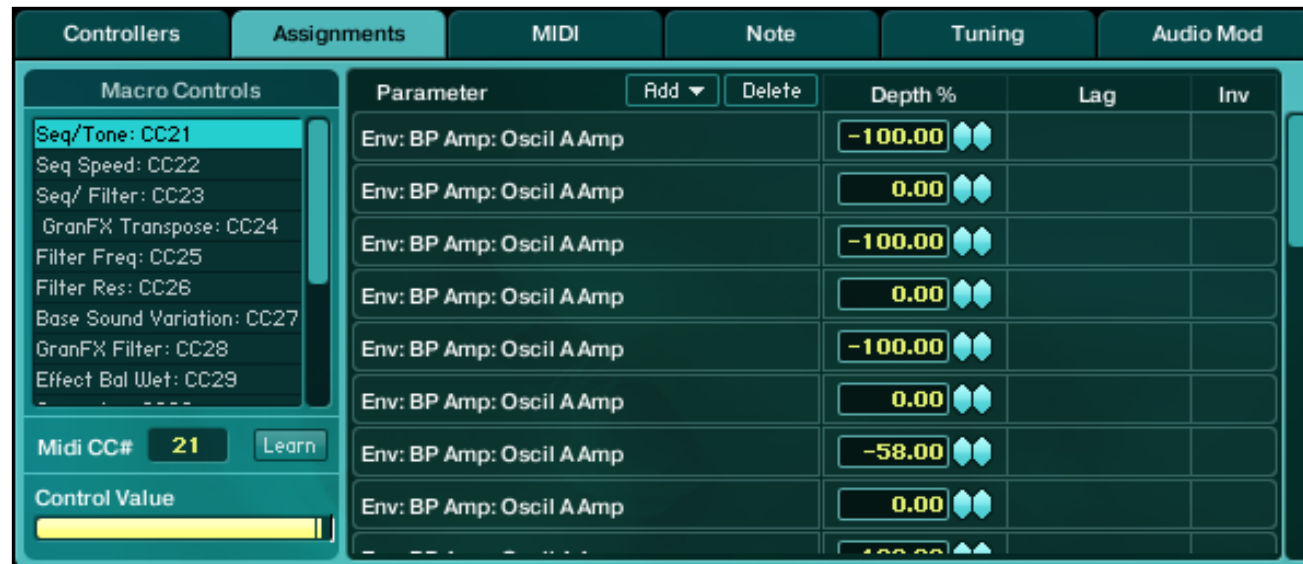 Controllers Assignments MIDI Note Tuning Audio Mod
Macro Controls
Seq/Tone: CC21
Seq Speed: CC22
Seq/ Filter: CC23
GranFX Transpose: CC24
Filter Freq: CC25
Filter Res: CC26
Base Sound Variation: CC27
GranFX Filter: CC28
Effect Bal Wet: CC29
Midi CC# 21 Learn
Control Value
Parameter Add Delete Depth % Lag Inv
Env: BP Amp: Oscil A Amp -100.00
Env: BP Amp: Oscil A Amp 0.00
Env: BP Amp: Oscil A Amp -100.00
Env: BP Amp: Oscil A Amp 0.00
Env: BP Amp: Oscil A Amp -100.00
Env: BP Amp: Oscil A Amp 0.00
Env: BP Amp: Oscil A Amp -58.00
Env: BP Amp: Oscil A Amp 0.00